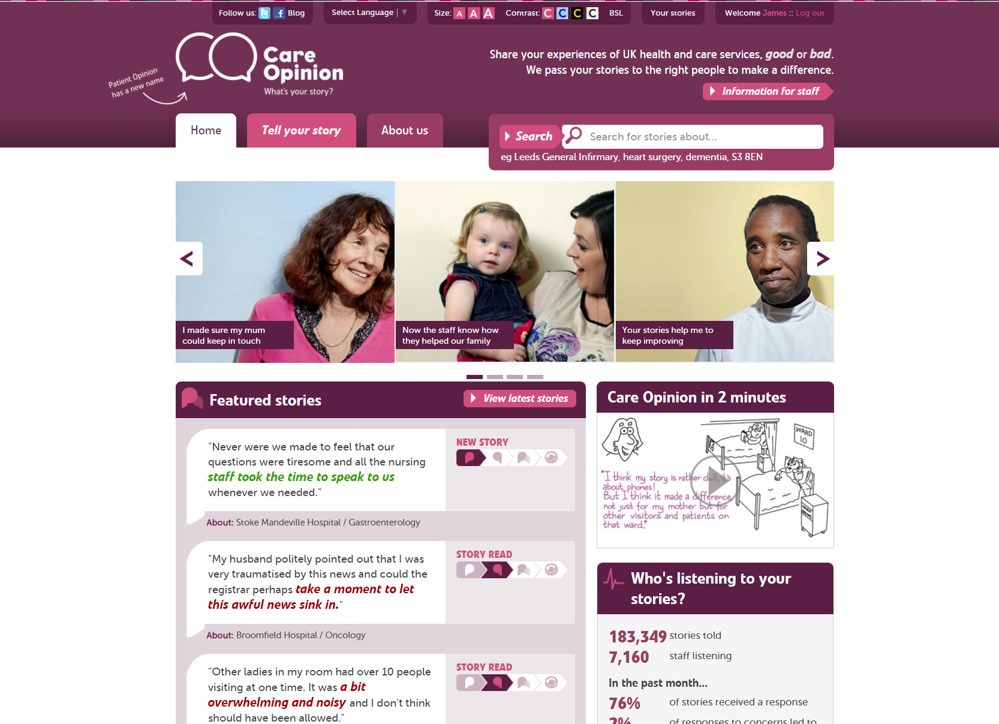 Follow us: Blog
Select Language ▼
Size: A A A Contrast: C C C C BSL
Your stories
Welcome James :: Log out
Patient Opinion
has a new name
Care
Opinion
What's your story?
Share your experiences of UK health and care services, good or bad.
We pass your stories to the right people to make a difference.
Information for staff
Home
Tell your story
About us
Search
Search for stories about...
eg Leeds General Infirmary, heart surgery, dementia, S3 8EN
I made sure my mum
could keep in touch
Now the staff know how
they helped our family
Your stories help me to
keep improving
Featured stories
View latest stories
"Never were we made to feel that our
questions were tiresome and all the nursing
staff took the time to speak to us
whenever we needed."
NEW STORY
About: Stoke Mandeville Hospital / Gastroenterology
"My husband politely pointed out that I was
very traumatised by this news and could the
registrar perhaps take a moment to let
this awful news sink in."
STORY READ
About: Broomfield Hospital / Oncology
"Other ladies in my room had over 10 people
visiting at one time. It was a bit
overwhelming and noisy and I don't think
should have been allowed."
STORY READ
Care Opinion in 2 minutes
WARD
10
"I think my story is rather dull, it's
about phones!
But I think it made a difference
not just for my mother but for
other visitors and patients on
that ward."
Who's listening to your
stories?
183,349 stories told
7,160 staff listening
In the past month...
76% of stories received a response
2% of responses to concerns led to